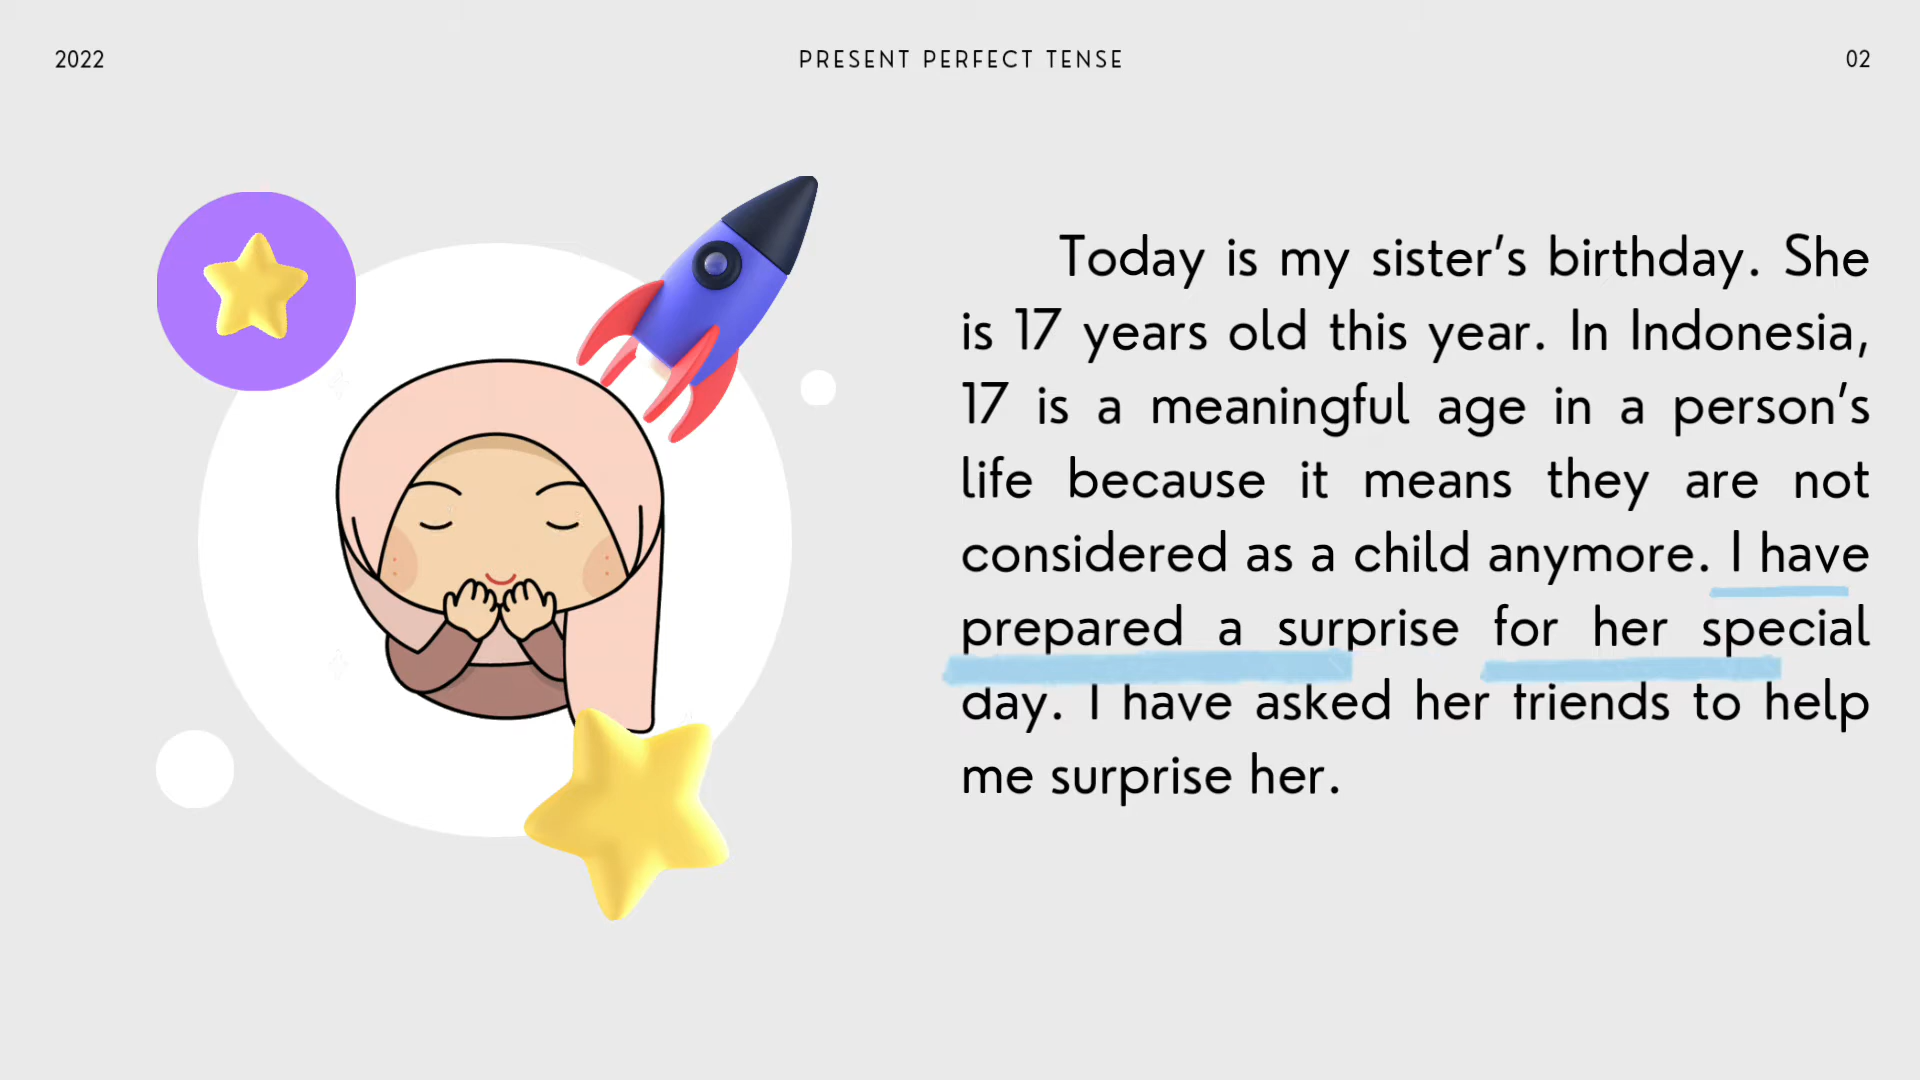 2022
PRESENT PERFECT TENSE
02
Today is my sister's birthday. She
is 17 years old this year. In Indonesia,
17 is a meaningful age in a person's
life because it means they are not
considered as a child anymore. I have
prepared a surprise for her special
day. I have asked her friends to help
me surprise her.